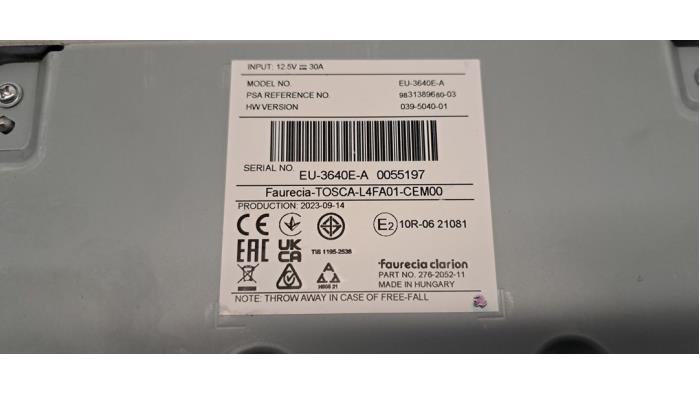 INPUT: 12.5V ⎓ 30A
MODEL NO. EU-3640E-A
PSA REFERENCE NO. 9831389680-03
HW VERSION 039-5040-01
SERIAL NO. EU-3640E-A 0055197
Faurecia-TOSCA-L4FA01-CEM00
PRODUCTION: 2023-09-14
CE E2 10R-06 21081
EAC UKCA TIS 1195-2536
faurecia clarion
PART NO. 276-2052-11
MADE IN HUNGARY
NOTE: THROW AWAY IN CASE OF FREE-FALL